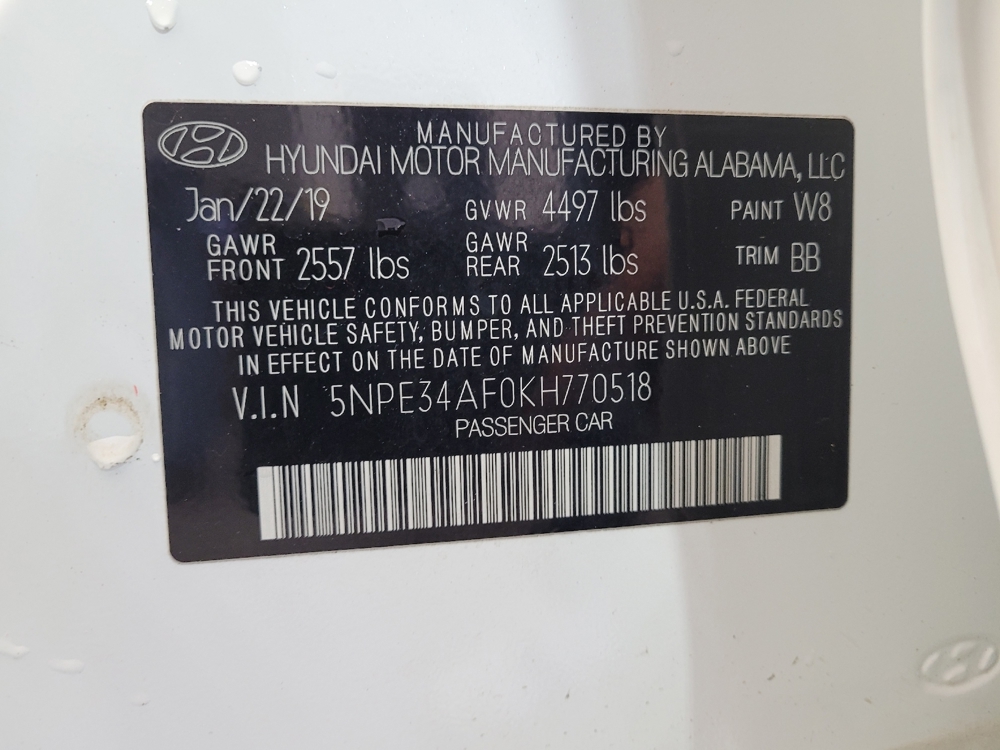 MANUFACTURED BY
HYUNDAI MOTOR MANUFACTURING ALABAMA, LLC
Jan/22/19 GVWR 4497 lbs PAINT W8
GAWR FRONT 2557 lbs GAWR REAR 2513 lbs TRIM BB
THIS VEHICLE CONFORMS TO ALL APPLICABLE U.S.A. FEDERAL
MOTOR VEHICLE SAFETY, BUMPER, AND THEFT PREVENTION STANDARDS
IN EFFECT ON THE DATE OF MANUFACTURE SHOWN ABOVE
V.I.N 5NPE34AF0KH770518
PASSENGER CAR